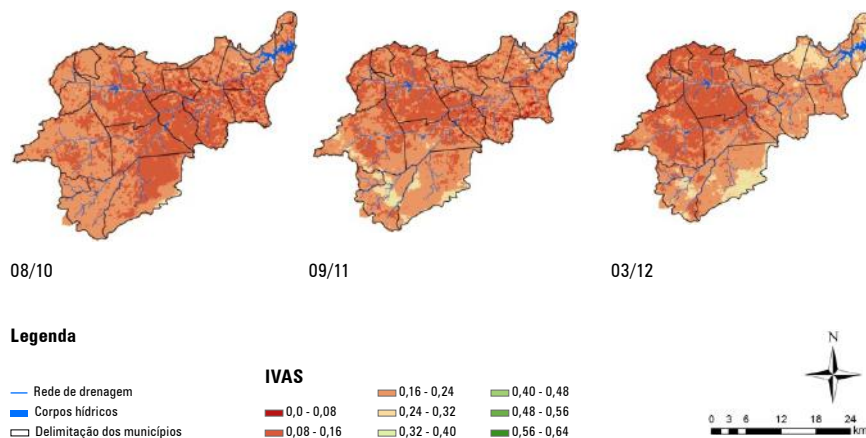 08/10
09/11
03/12
Legenda
Rede de drenagem
Corpos hídricos
Delimitação dos municípios
IVAS
0,0 - 0,08
0,08 - 0,16
0,16 - 0,24
0,24 - 0,32
0,32 - 0,40
0,40 - 0,48
0,48 - 0,56
0,56 - 0,64
N
0 3 6 12 18 24
km